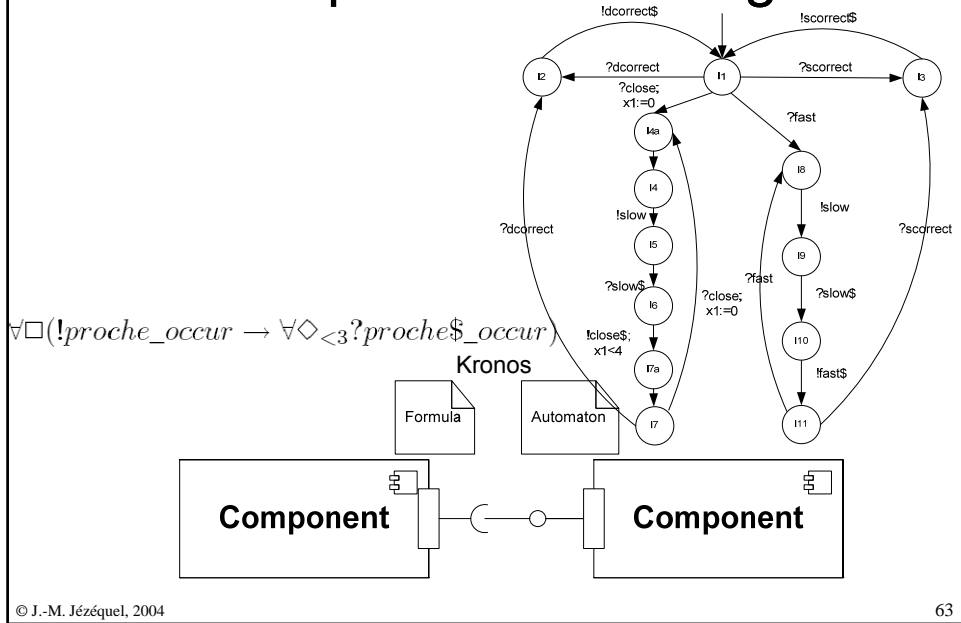 !dcorrect$
!scorrect$
l2
?dcorrect
l1
?scorrect
l3
?close;
x1:=0
?fast
l4a
l8
l4
!slow
!slow
?dcorrect
?scorrect
l5
l9
?slow$
?close;
x1:=0
?fast
?slow$
l6
∀□(!proche_occur → ∀◇<3?proche$_occur)
!close$;
x1<4
l10
Kronos
l7a
!fast$
Formula
Automaton
l7
l11
Component
Component
© J.-M. Jézéquel, 2004
63